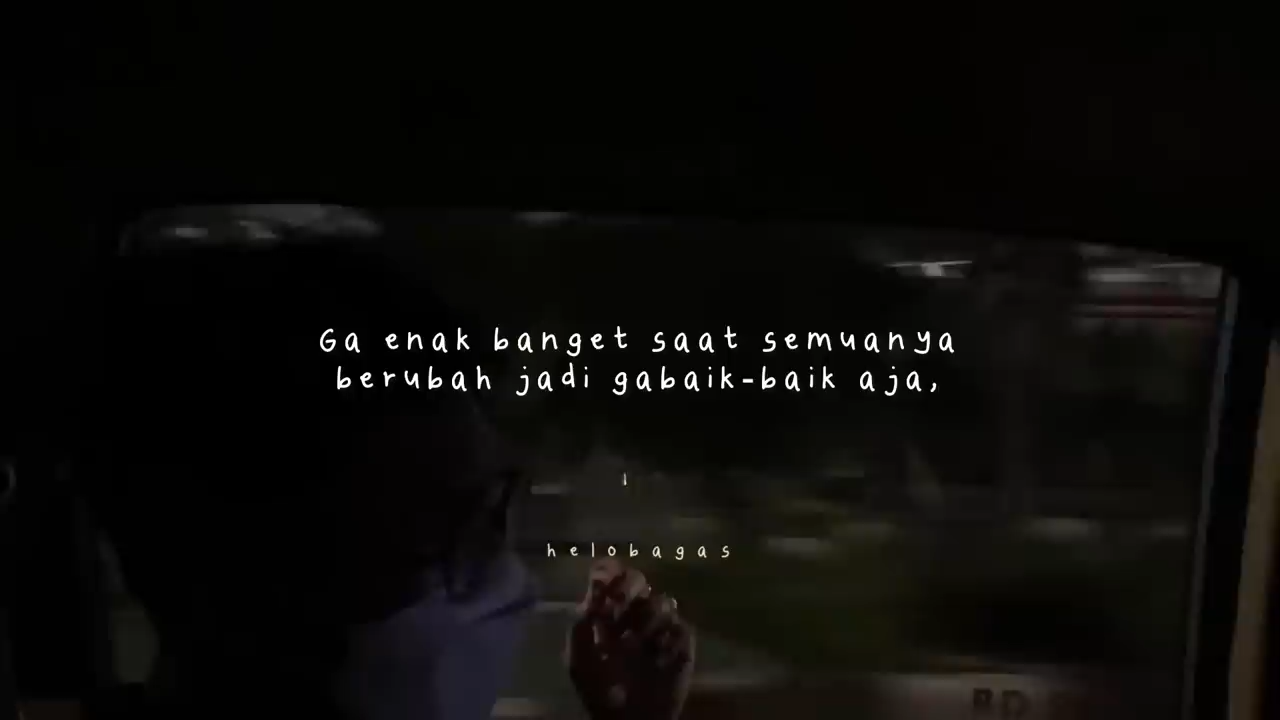 Ga enak banget saat semuanya
berubah jadi gabaik-baik aja,
helobagas